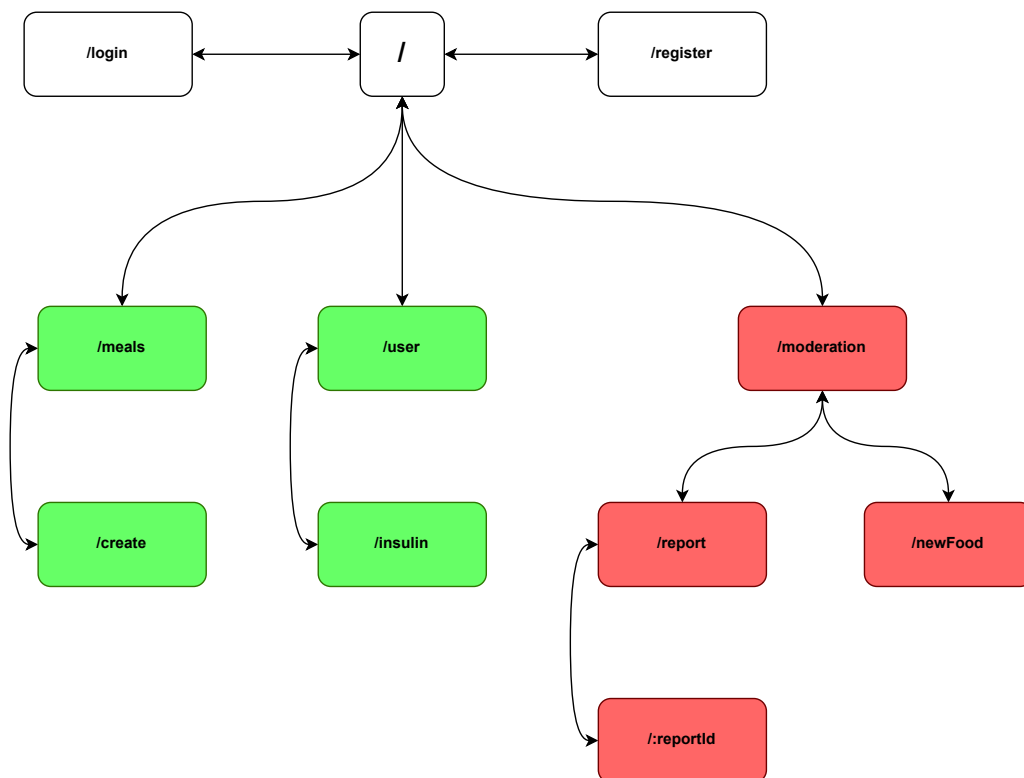 /login
/
/register
/meals
/user
/moderation
/create
/insulin
/report
/newFood
/:reportId